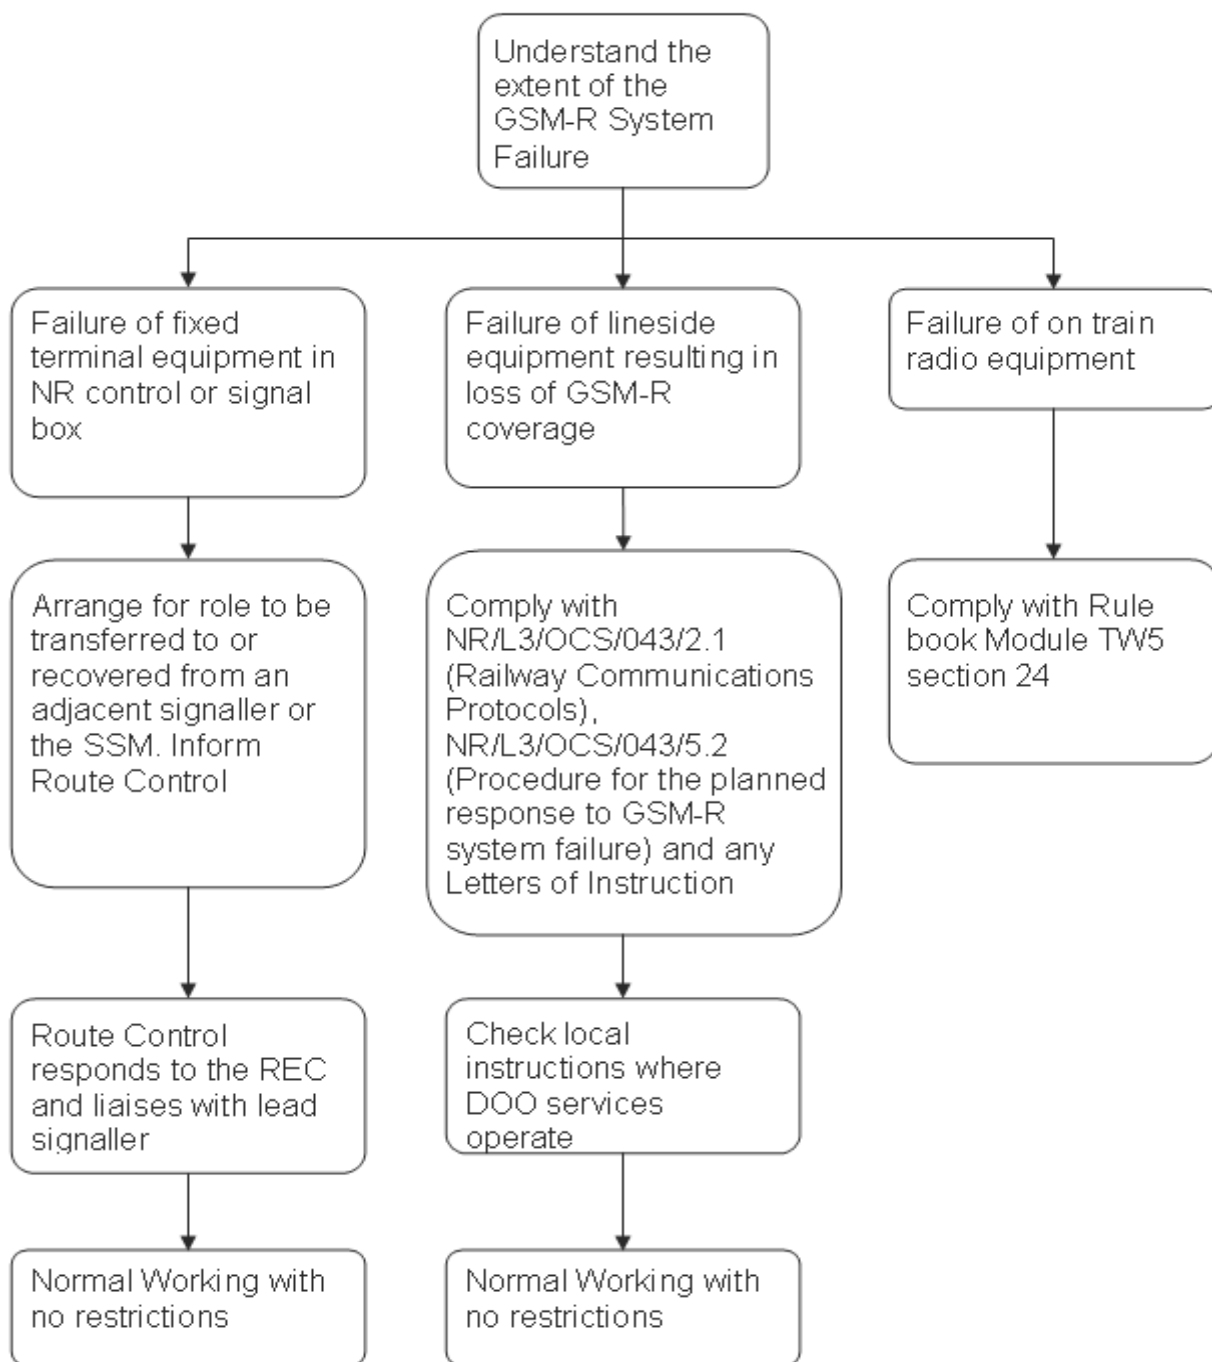 Understand the
extent of the
GSM-R System
Failure
Failure of fixed
terminal equipment in
NR control or signal
box
Failure of lineside
equipment resulting in
loss of GSM-R
coverage
Failure of on train
radio equipment
Arrange for role to be
transferred to or
recovered from an
adjacent signaller or
the SSM. Inform
Route Control
Comply with
NR/L3/OCS/043/2.1
(Railway Communications
Protocols),
NR/L3/OCS/043/5.2
(Procedure for the planned
response to GSM-R
system failure) and any
Letters of Instruction
Comply with Rule
book Module TW5
section 24
Route Control
responds to the REC
and liaises with lead
signaller
Check local
instructions where
DOO services
operate
Normal Working with
no restrictions
Normal Working with
no restrictions